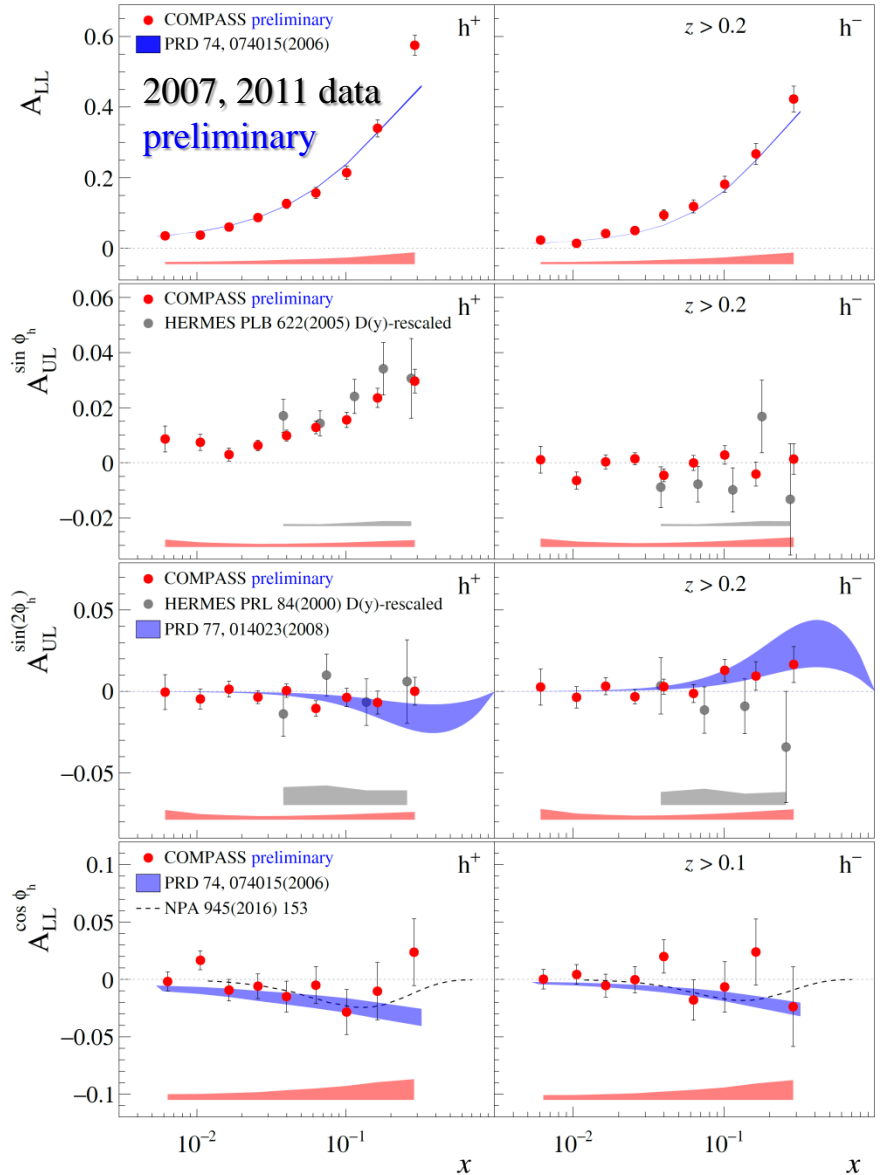 COMPASS preliminary h⁺
PRD 74, 074015(2006)
2007, 2011 data
preliminary
z > 0.2 h⁻
A_LL
0.6
0.4
0.2
0
COMPASS preliminary h⁺
HERMES PLB 622(2005) D(y)-rescaled
z > 0.2 h⁻
A_UL^{sin ϕ_h}
0.06
0.04
0.02
0
−0.02
COMPASS preliminary h⁺
HERMES PRL 84(2000) D(y)-rescaled
PRD 77, 014023(2008)
z > 0.2 h⁻
A_UL^{sin(2ϕ_h)}
0.05
0
−0.05
COMPASS preliminary h⁺
PRD 74, 074015(2006)
NPA 945(2016) 153
z > 0.1 h⁻
A_LL^{cos ϕ_h}
0.1
0.05
0
−0.05
−0.1
10⁻² 10⁻¹ x 10⁻² 10⁻¹ x